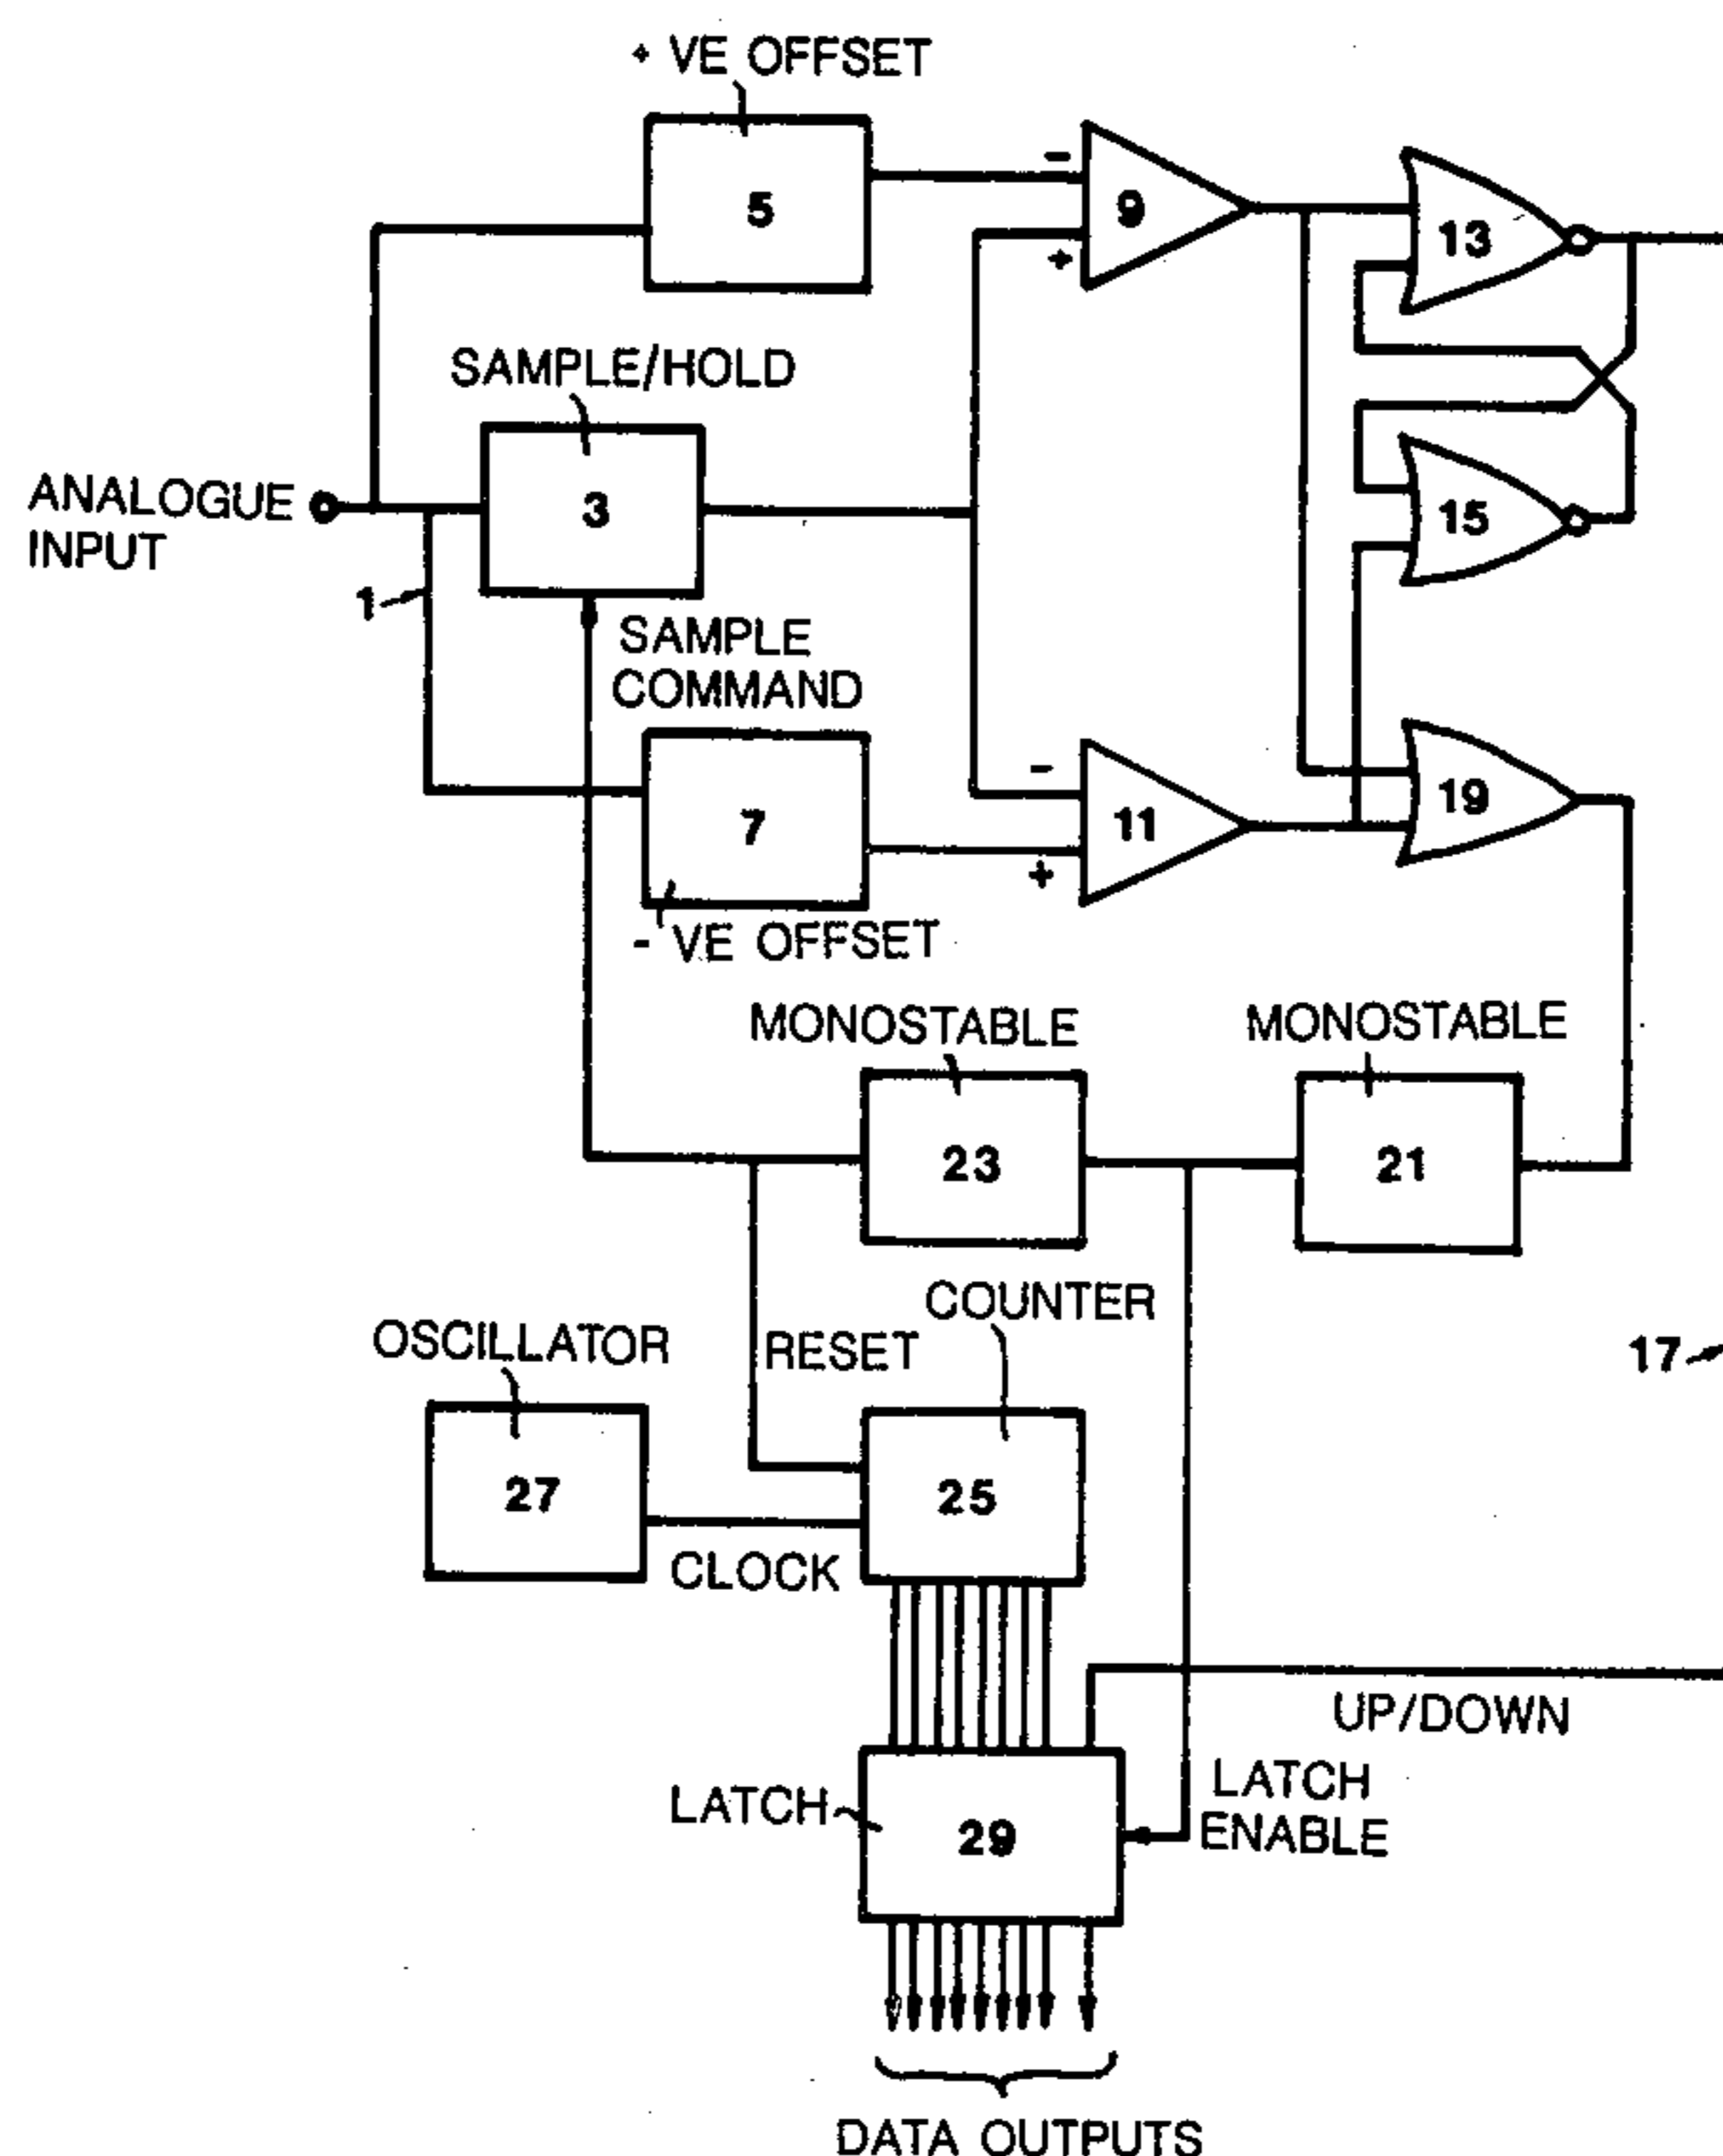 + VE OFFSET
5
-
+
9
13
SAMPLE/HOLD
ANALOGUE
INPUT
3
15
1
SAMPLE
COMMAND
7
-
+
11
19
- VE OFFSET
MONOSTABLE
MONOSTABLE
23
21
COUNTER
OSCILLATOR
RESET
17
27
25
CLOCK
UP/DOWN
LATCH
LATCH
ENABLE
29
DATA OUTPUTS